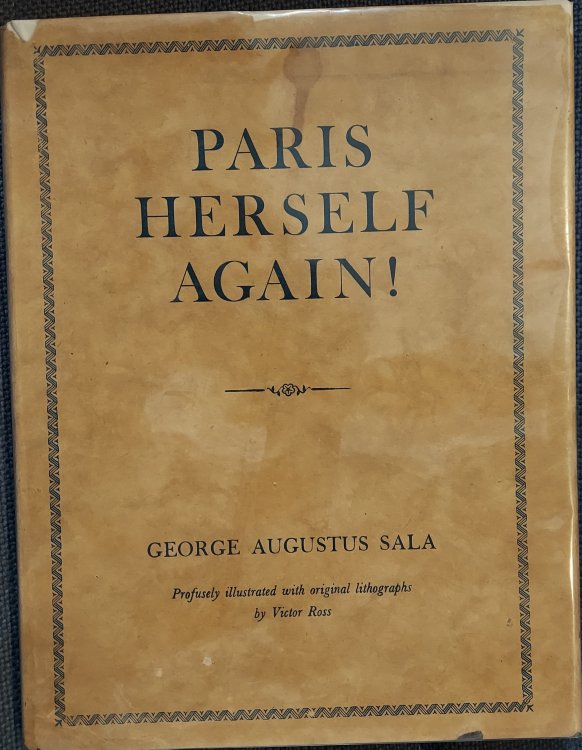 PARIS
HERSELF
AGAIN!
GEORGE AUGUSTUS SALA
Profusely illustrated with original lithographs
by Victor Ross